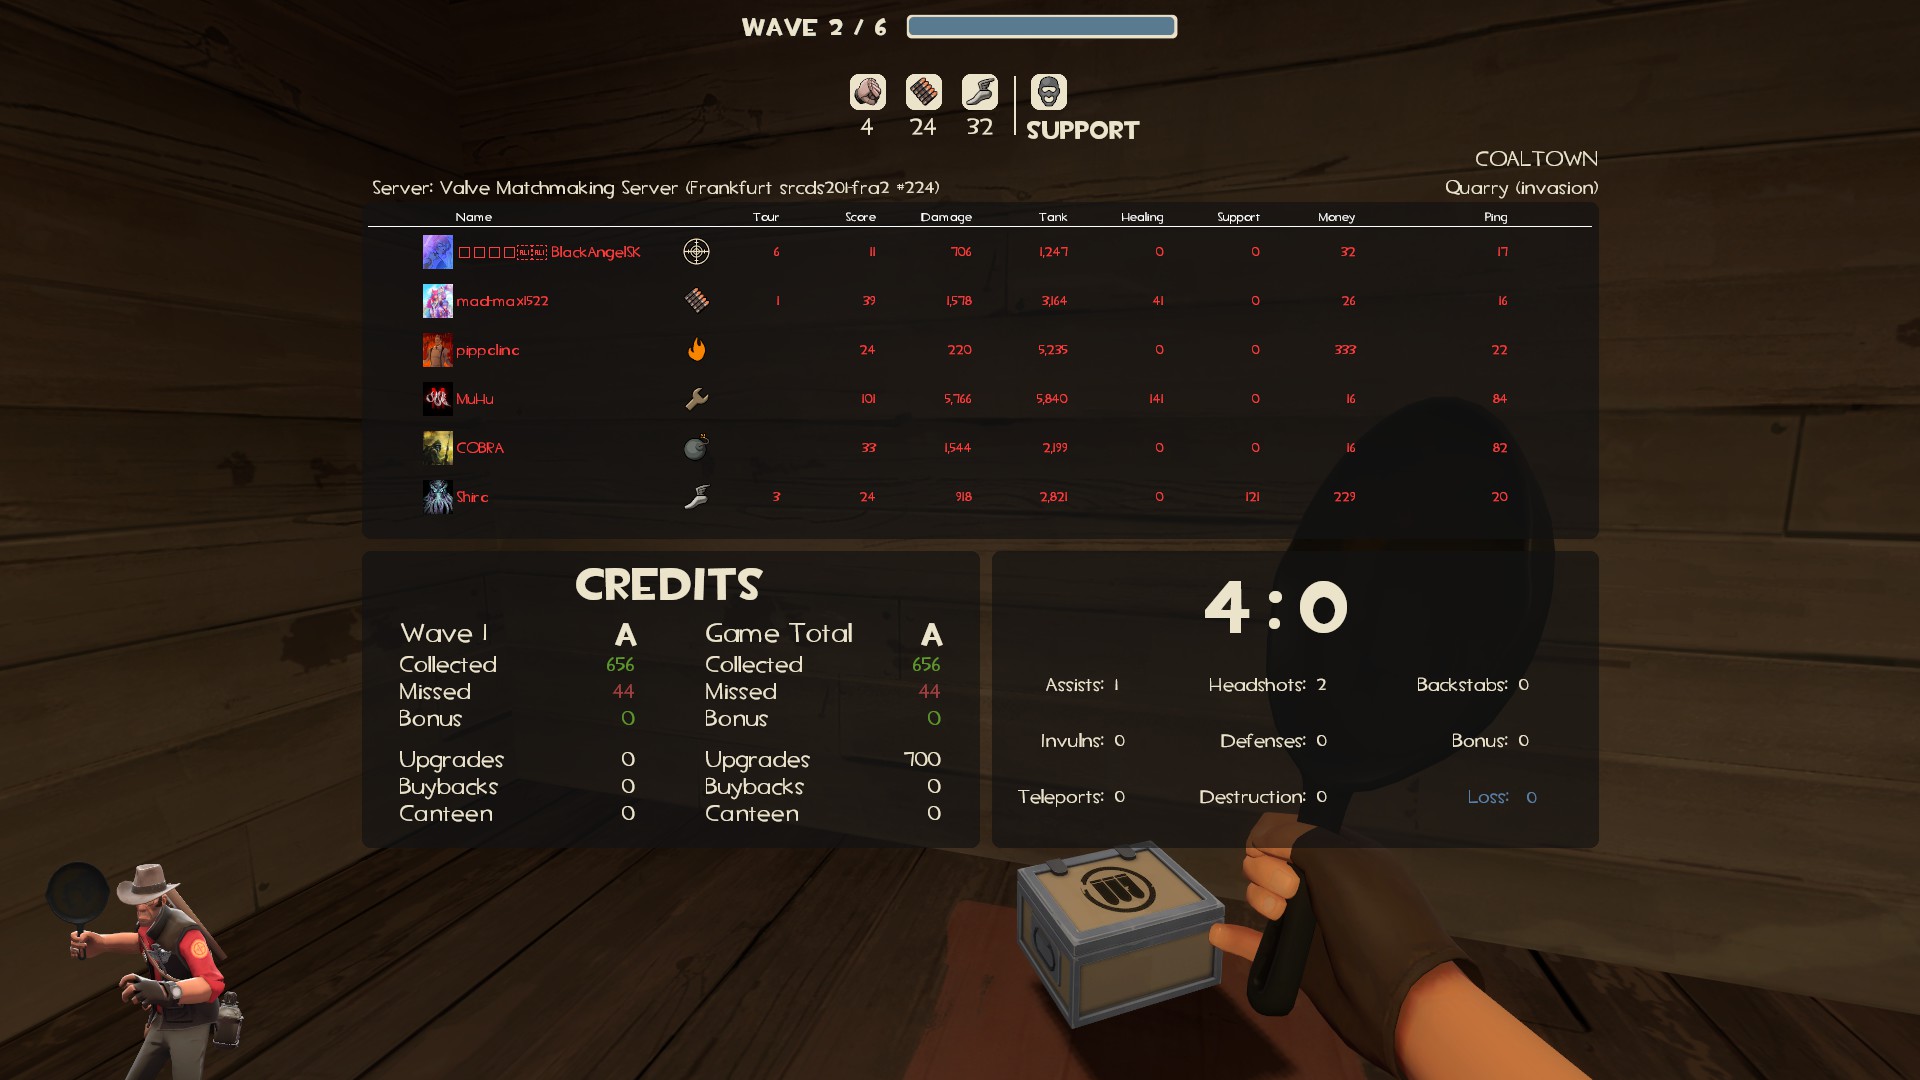 WAVE 2 / 6
4 24 32 SUPPORT
COALTOWN
Server: Valve Matchmaking Server (Frankfurt srcds201-fra2 #224) Quarry (invasion)
Name Tour Score Damage Tank Healing Support Money Ping
BlackAngelSK 6 11 706 1,247 0 0 32 17
mad-max1522 1 39 1,578 3,164 41 0 26 16
24 220 5,235 0 0 333 22
MuHu 101 5,766 5,840 141 0 16 84
COBRA 33 1,544 2,199 0 0 16 82
3 24 918 2,821 0 121 229 20
CREDITS
Wave 1 A Game Total A
Collected 656 Collected 656
Missed 44 Missed 44
Bonus 0 Bonus 0
Upgrades 0 Upgrades 700
Buybacks 0 Buybacks 0
Canteen 0 Canteen 0
4 : 0
Assists: 1 Headshots: 2 Backstabs: 0
Invulns: 0 Defenses: 0 Bonus: 0
Teleports: 0 Destruction: 0 Loss: 0